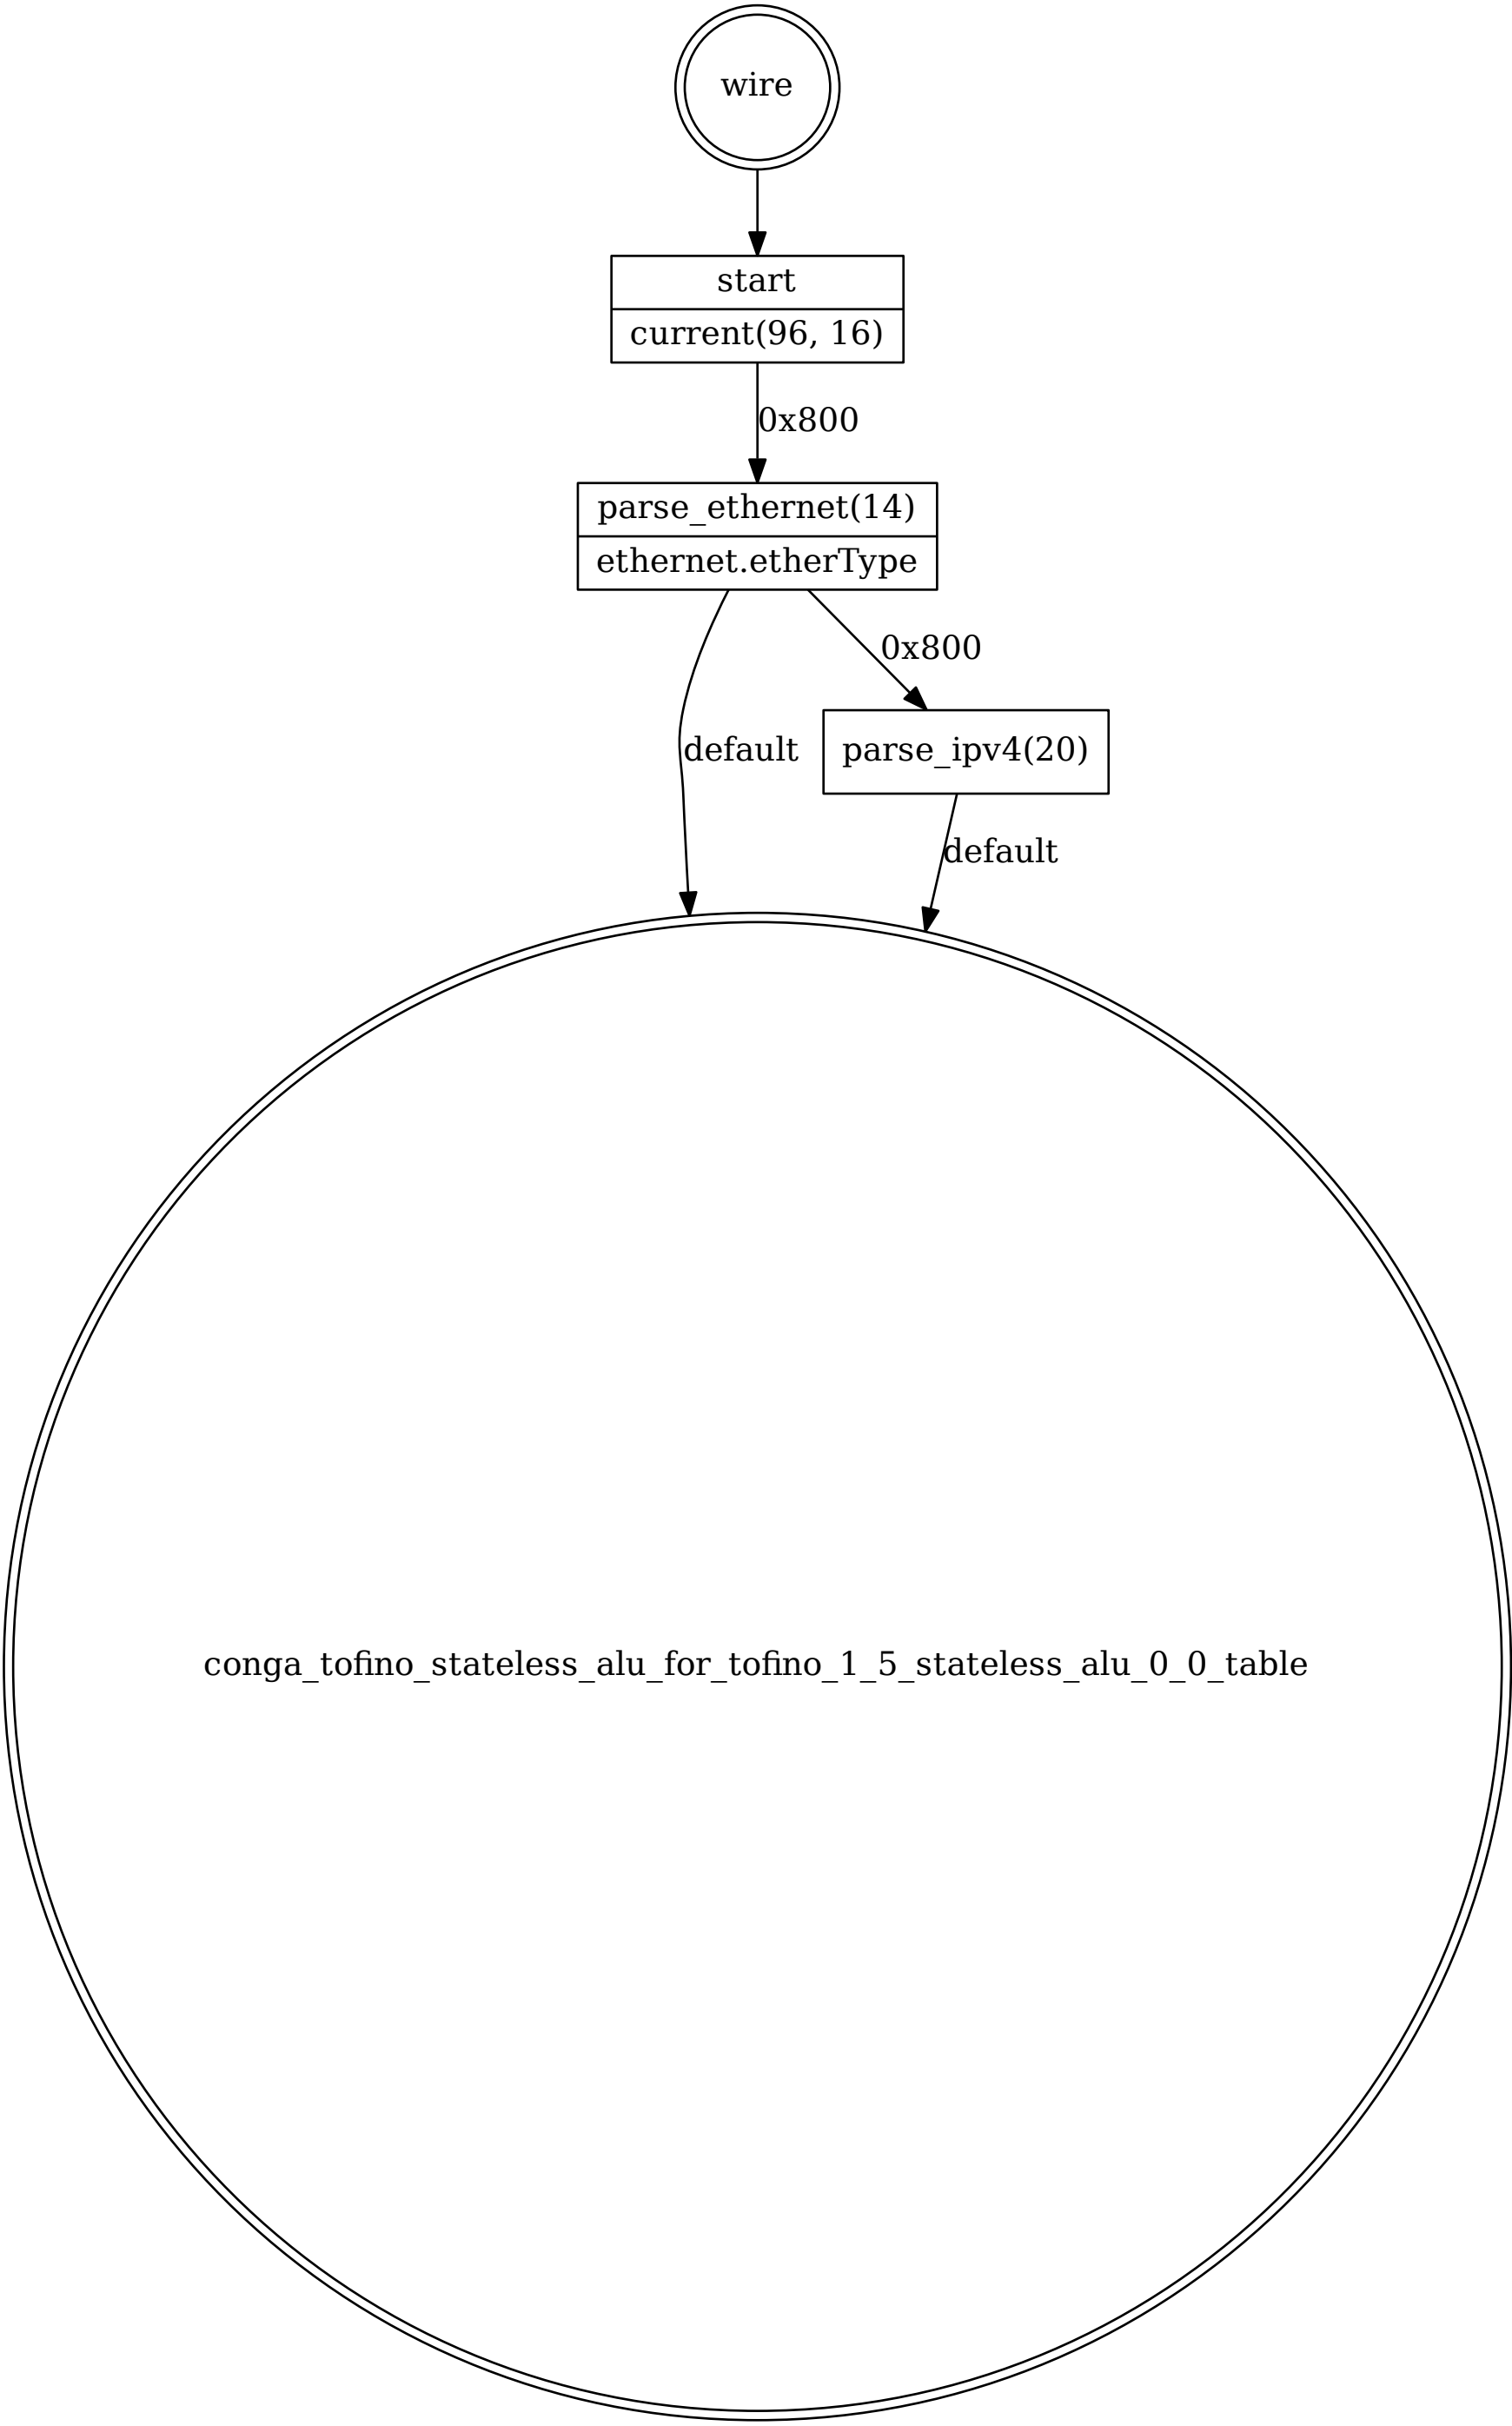 wire
start
current(96, 16)
0x800
parse_ethernet(14)
ethernet.etherType
0x800
default
parse_ipv4(20)
default
conga_tofino_stateless_alu_for_tofino_1_5_stateless_alu_0_0_table